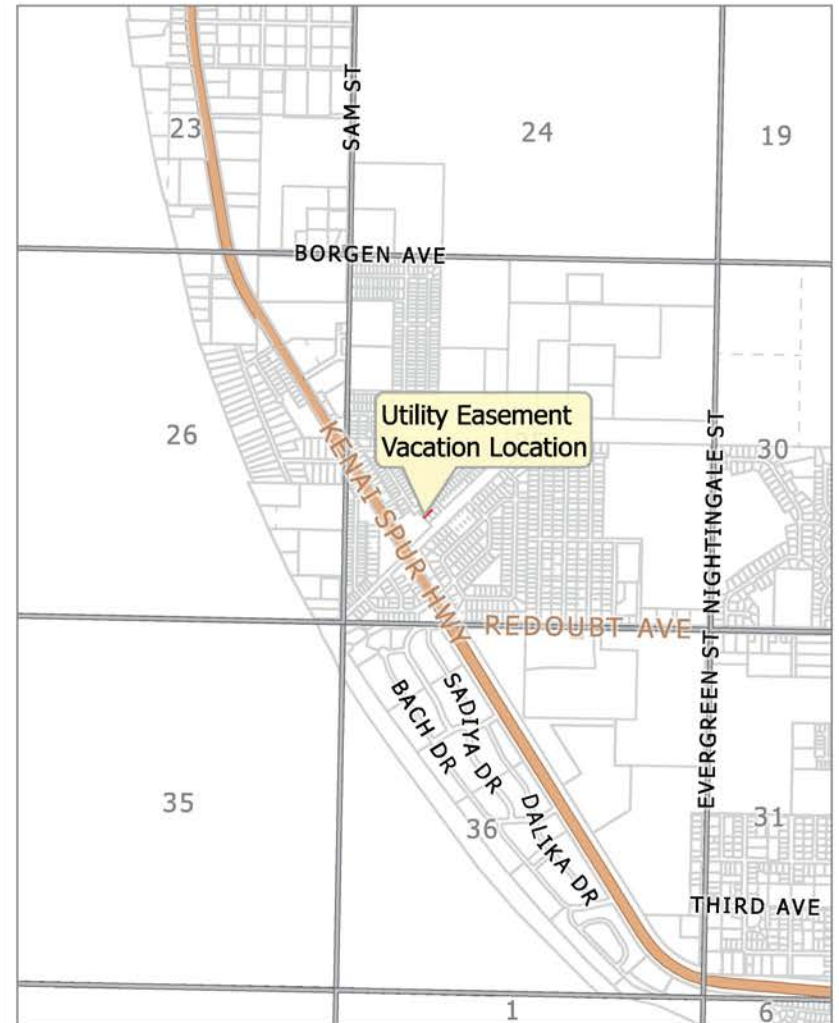 SAM ST
23
24
19
BORGEN AVE
Utility Easement
Vacation Location
26
30
KENAI SPUR HWY
EVERGREEN ST NIGHTINGALE ST
REDOUBT AVE
BACH DR
SADIYA DR
DALIKA DR
35
36
31
THIRD AVE
1
6